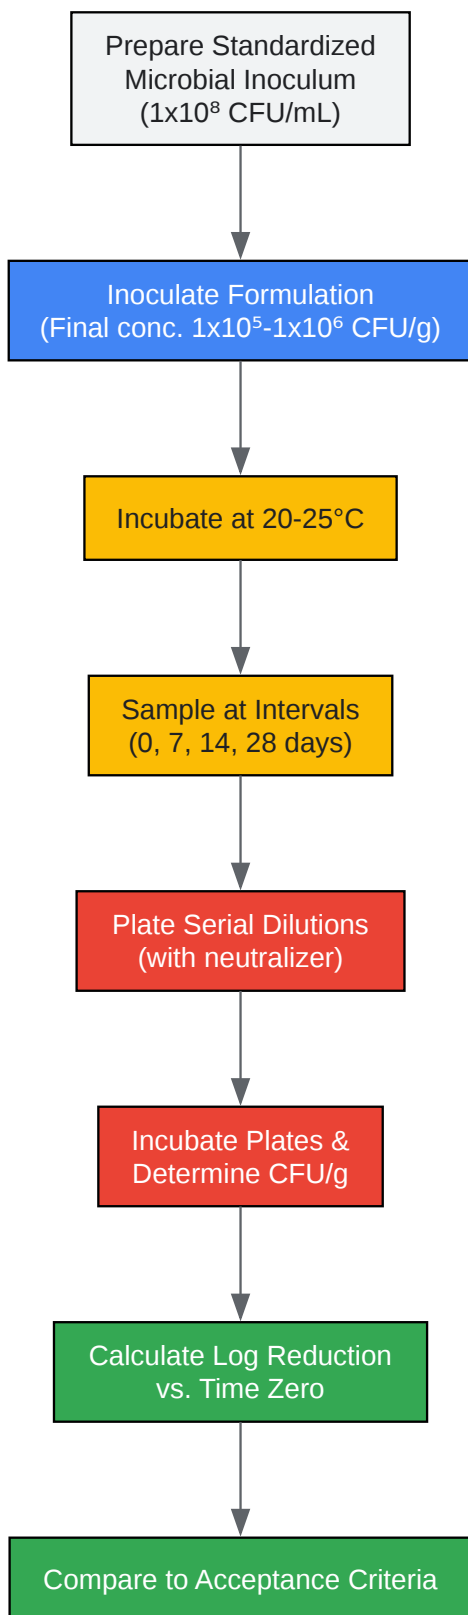 Prepare Standardized
Microbial Inoculum
(1x10⁸ CFU/mL)
Inoculate Formulation
(Final conc. 1x10⁵-1x10⁶ CFU/g)
Incubate at 20-25°C
Sample at Intervals
(0, 7, 14, 28 days)
Plate Serial Dilutions
(with neutralizer)
Incubate Plates &
Determine CFU/g
Calculate Log Reduction
vs. Time Zero
Compare to Acceptance Criteria